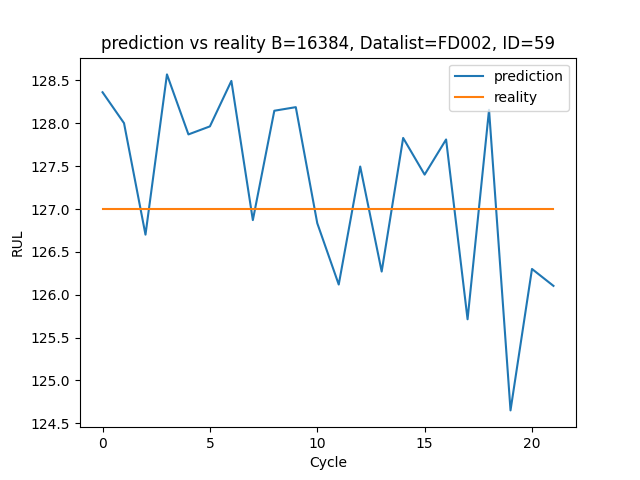 prediction vs reality B=16384, Datalist=FD002, ID=59
prediction
reality
128.5
128.0
127.5
127.0
126.5
126.0
125.5
125.0
124.5
RUL
0 5 10 15 20
Cycle